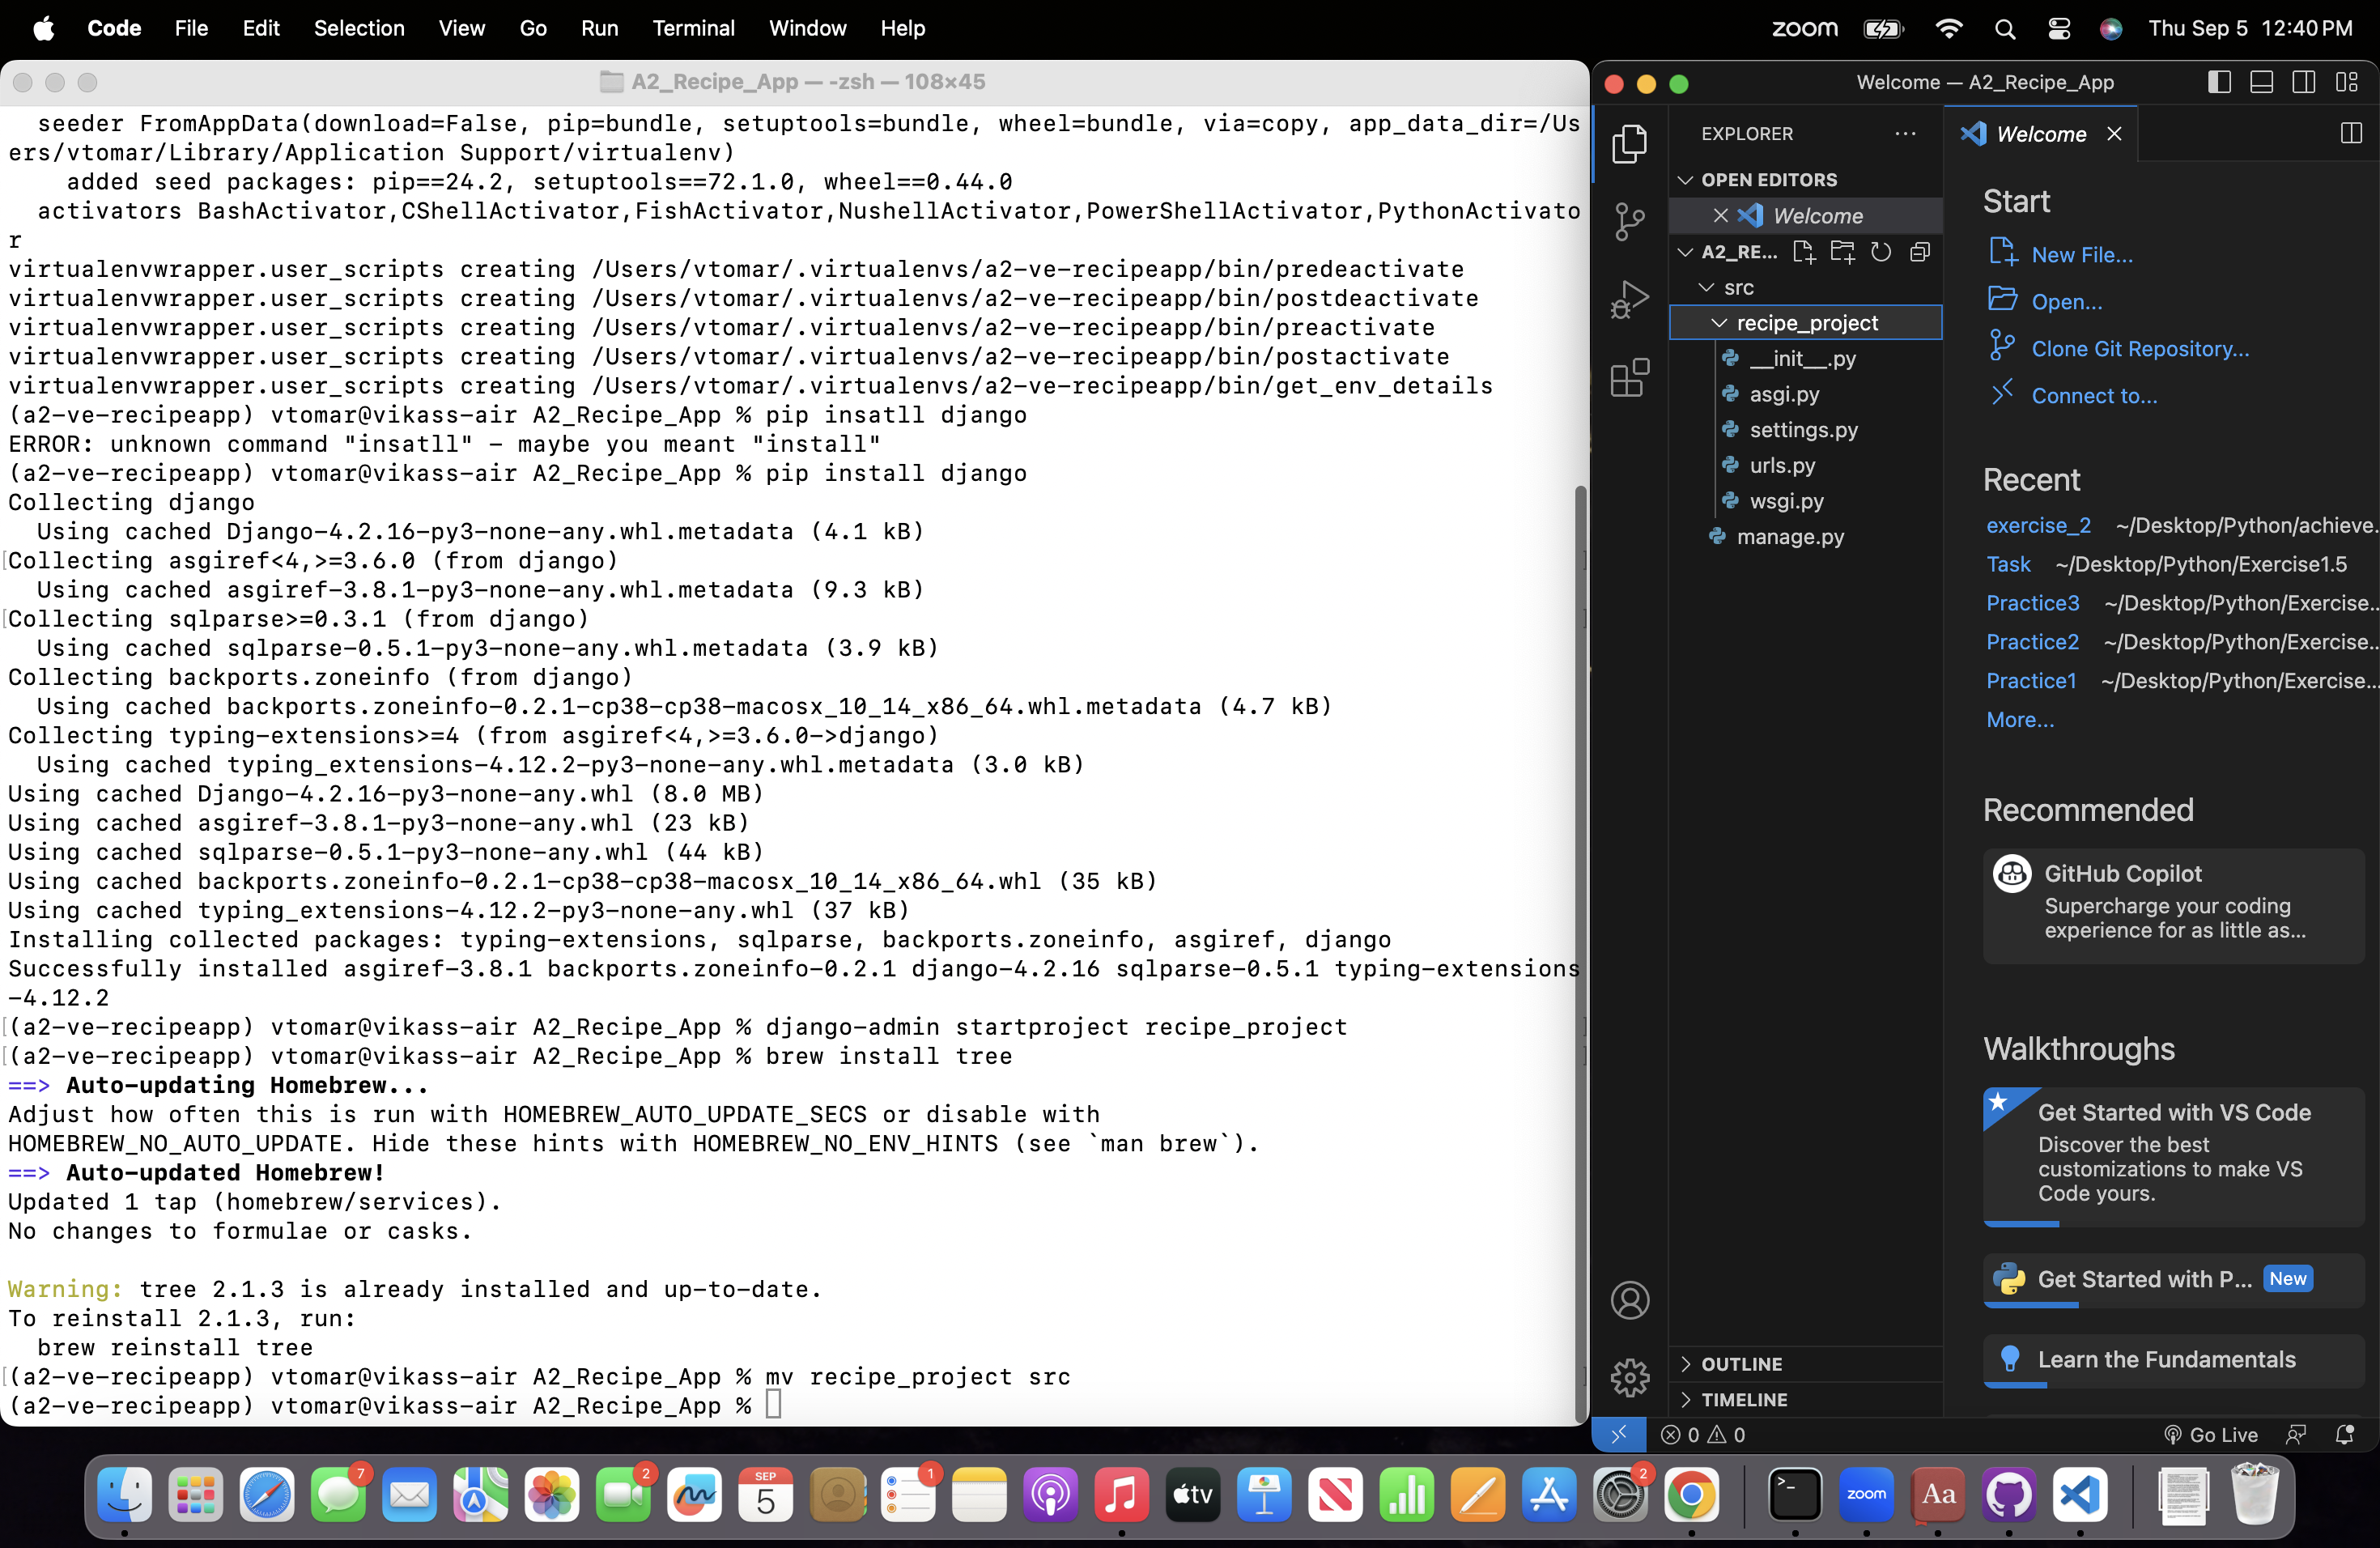 Code File Edit Selection View Go Run Terminal Window Help
zoom Thu Sep 5 12:40 PM
A2_Recipe_App — -zsh — 108×45
seeder FromAppData(download=False, pip=bundle, setuptools=bundle, wheel=bundle, via=copy, app_data_dir=/Us
ers/vtomar/Library/Application Support/virtualenv)
added seed packages: pip==24.2, setuptools==72.1.0, wheel==0.44.0
activators BashActivator,CShellActivator,FishActivator,NushellActivator,PowerShellActivator,PythonActivato
r
virtualenvwrapper.user_scripts creating /Users/vtomar/.virtualenvs/a2-ve-recipeapp/bin/predeactivate
virtualenvwrapper.user_scripts creating /Users/vtomar/.virtualenvs/a2-ve-recipeapp/bin/postdeactivate
virtualenvwrapper.user_scripts creating /Users/vtomar/.virtualenvs/a2-ve-recipeapp/bin/preactivate
virtualenvwrapper.user_scripts creating /Users/vtomar/.virtualenvs/a2-ve-recipeapp/bin/postactivate
virtualenvwrapper.user_scripts creating /Users/vtomar/.virtualenvs/a2-ve-recipeapp/bin/get_env_details
(a2-ve-recipeapp) vtomar@vikass-air A2_Recipe_App % pip insatll django
ERROR: unknown command "insatll" - maybe you meant "install"
(a2-ve-recipeapp) vtomar@vikass-air A2_Recipe_App % pip install django
Collecting django
Using cached Django-4.2.16-py3-none-any.whl.metadata (4.1 kB)
Collecting asgiref<4,>=3.6.0 (from django)
Using cached asgiref-3.8.1-py3-none-any.whl.metadata (9.3 kB)
Collecting sqlparse>=0.3.1 (from django)
Using cached sqlparse-0.5.1-py3-none-any.whl.metadata (3.9 kB)
Collecting backports.zoneinfo (from django)
Using cached backports.zoneinfo-0.2.1-cp38-cp38-macosx_10_14_x86_64.whl.metadata (4.7 kB)
Collecting typing-extensions>=4 (from asgiref<4,>=3.6.0->django)
Using cached typing_extensions-4.12.2-py3-none-any.whl.metadata (3.0 kB)
Using cached Django-4.2.16-py3-none-any.whl (8.0 MB)
Using cached asgiref-3.8.1-py3-none-any.whl (23 kB)
Using cached sqlparse-0.5.1-py3-none-any.whl (44 kB)
Using cached backports.zoneinfo-0.2.1-cp38-cp38-macosx_10_14_x86_64.whl (35 kB)
Using cached typing_extensions-4.12.2-py3-none-any.whl (37 kB)
Installing collected packages: typing-extensions, sqlparse, backports.zoneinfo, asgiref, django
Successfully installed asgiref-3.8.1 backports.zoneinfo-0.2.1 django-4.2.16 sqlparse-0.5.1 typing-extensions
-4.12.2
(a2-ve-recipeapp) vtomar@vikass-air A2_Recipe_App % django-admin startproject recipe_project
(a2-ve-recipeapp) vtomar@vikass-air A2_Recipe_App % brew install tree
==> Auto-updating Homebrew...
Adjust how often this is run with HOMEBREW_AUTO_UPDATE_SECS or disable with
HOMEBREW_NO_AUTO_UPDATE. Hide these hints with HOMEBREW_NO_ENV_HINTS (see `man brew`).
==> Auto-updated Homebrew!
Updated 1 tap (homebrew/services).
No changes to formulae or casks.
Warning: tree 2.1.3 is already installed and up-to-date.
To reinstall 2.1.3, run:
brew reinstall tree
(a2-ve-recipeapp) vtomar@vikass-air A2_Recipe_App % mv recipe_project src
(a2-ve-recipeapp) vtomar@vikass-air A2_Recipe_App %
Welcome — A2_Recipe_App
EXPLORER ...
OPEN EDITORS
Welcome
A2_RE...
src
recipe_project
__init__.py
asgi.py
settings.py
urls.py
wsgi.py
manage.py
OUTLINE
TIMELINE
Welcome
Start
New File...
Open...
Clone Git Repository...
Connect to...
Recent
exercise_2 ~/Desktop/Python/achieve.
Task ~/Desktop/Python/Exercise1.5
Practice3 ~/Desktop/Python/Exercise..
Practice2 ~/Desktop/Python/Exercise..
Practice1 ~/Desktop/Python/Exercise...
More...
Recommended
GitHub Copilot
Supercharge your coding
experience for as little as...
Walkthroughs
Get Started with VS Code
Discover the best
customizations to make VS
Code yours.
Get Started with P... New
Learn the Fundamentals
0 0 Go Live
7 2 SEP 5 1 tv 2 >_ zoom Aa